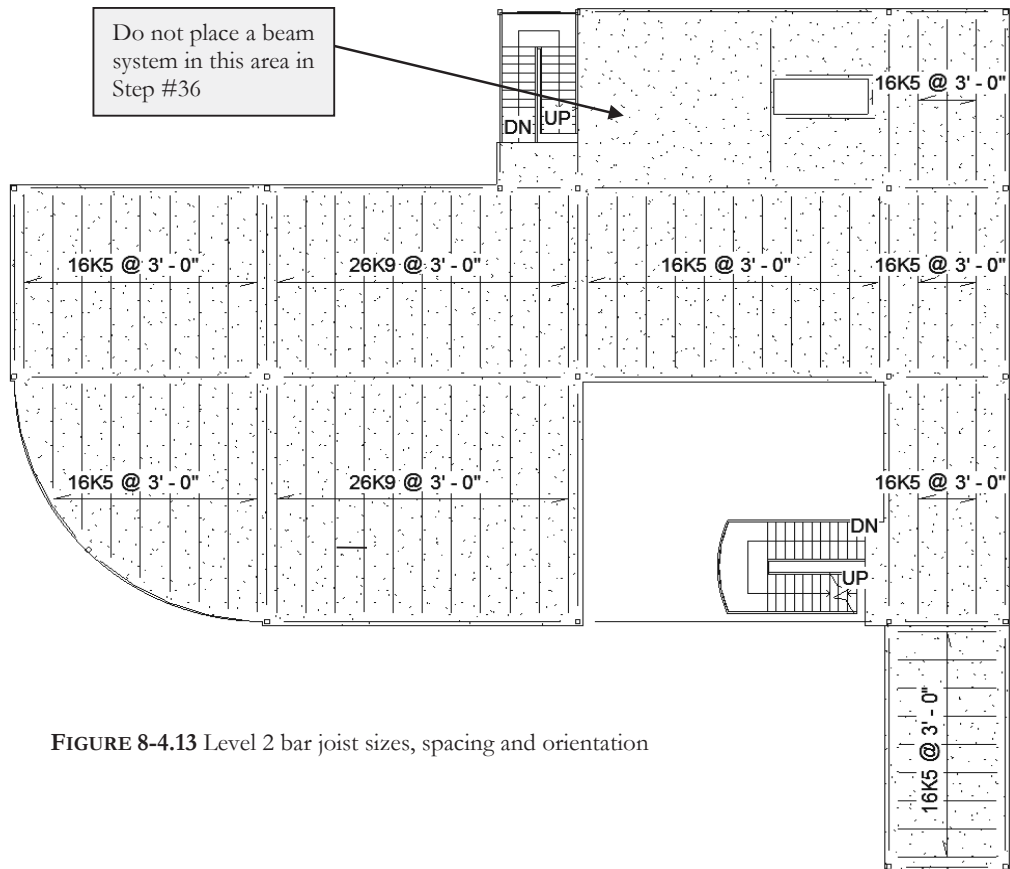 Do not place a beam
system in this area in
Step #36
16K5 @ 3' - 0"
DN
UP
16K5 @ 3' - 0"
26K9 @ 3' - 0"
16K5 @ 3' - 0"
16K5 @ 3' - 0"
16K5 @ 3' - 0"
26K9 @ 3' - 0"
16K5 @ 3' - 0"
DN
UP
16K5 @ 3' - 0"
FIGURE 8-4.13 Level 2 bar joist sizes, spacing and orientation